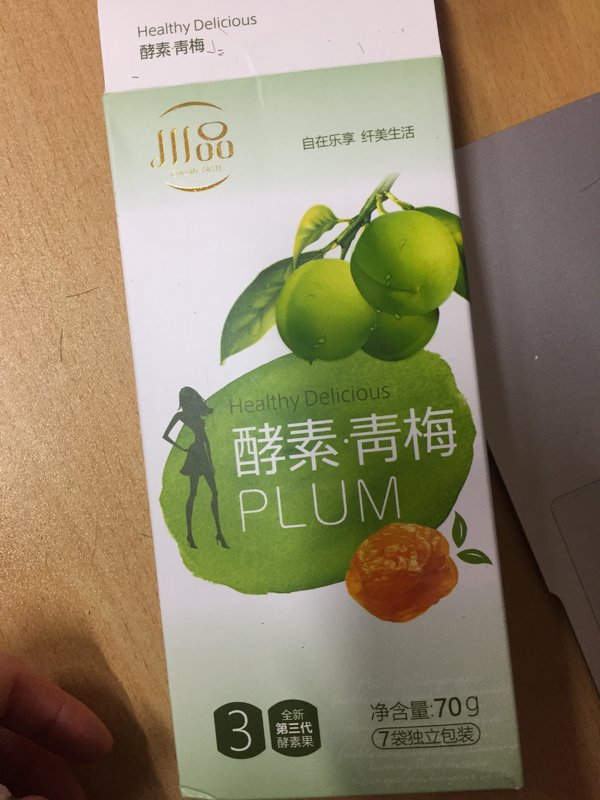 Healthy Delicious
酵素·青梅
川品
自在乐享 纤美生活
Healthy Delicious
酵素·青梅
PLUM
3
全新
第三代
酵素果
净含量:70g
7袋独立包装